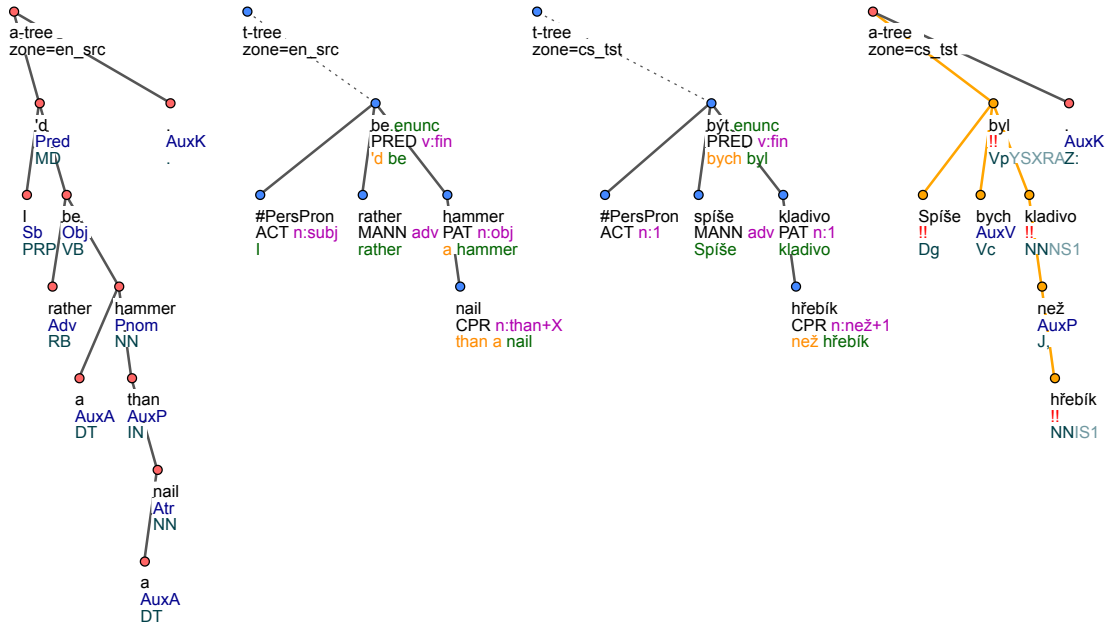 a-tree
zone=en_src
'd
Pred
MD
.
AuxK
.
I
Sb
PRP
be
Obj
VB
rather
Adv
RB
hammer
Pnom
NN
a
AuxA
DT
than
AuxP
IN
nail
Atr
NN
a
AuxA
DT
t-tree
zone=en_src
be.enunc
PRED v:fin
'd be
#PersPron
ACT n:subj
I
rather
MANN adv
rather
hammer
PAT n:obj
a hammer
nail
CPR n:than+X
than a nail
t-tree
zone=cs_tst
být.enunc
PRED v:fin
bych byl
#PersPron
ACT n:1
spíše
MANN adv
Spíše
kladivo
PAT n:1
kladivo
hřebík
CPR n:než+1
než hřebík
a-tree
zone=cs_tst
byl
!!
VpYSXRA
.
AuxK
Z:
Spíše
!!
Dg
bych
AuxV
Vc
kladivo
!!
NNNS1
než
AuxP
J,
hřebík
!!
NNIS1